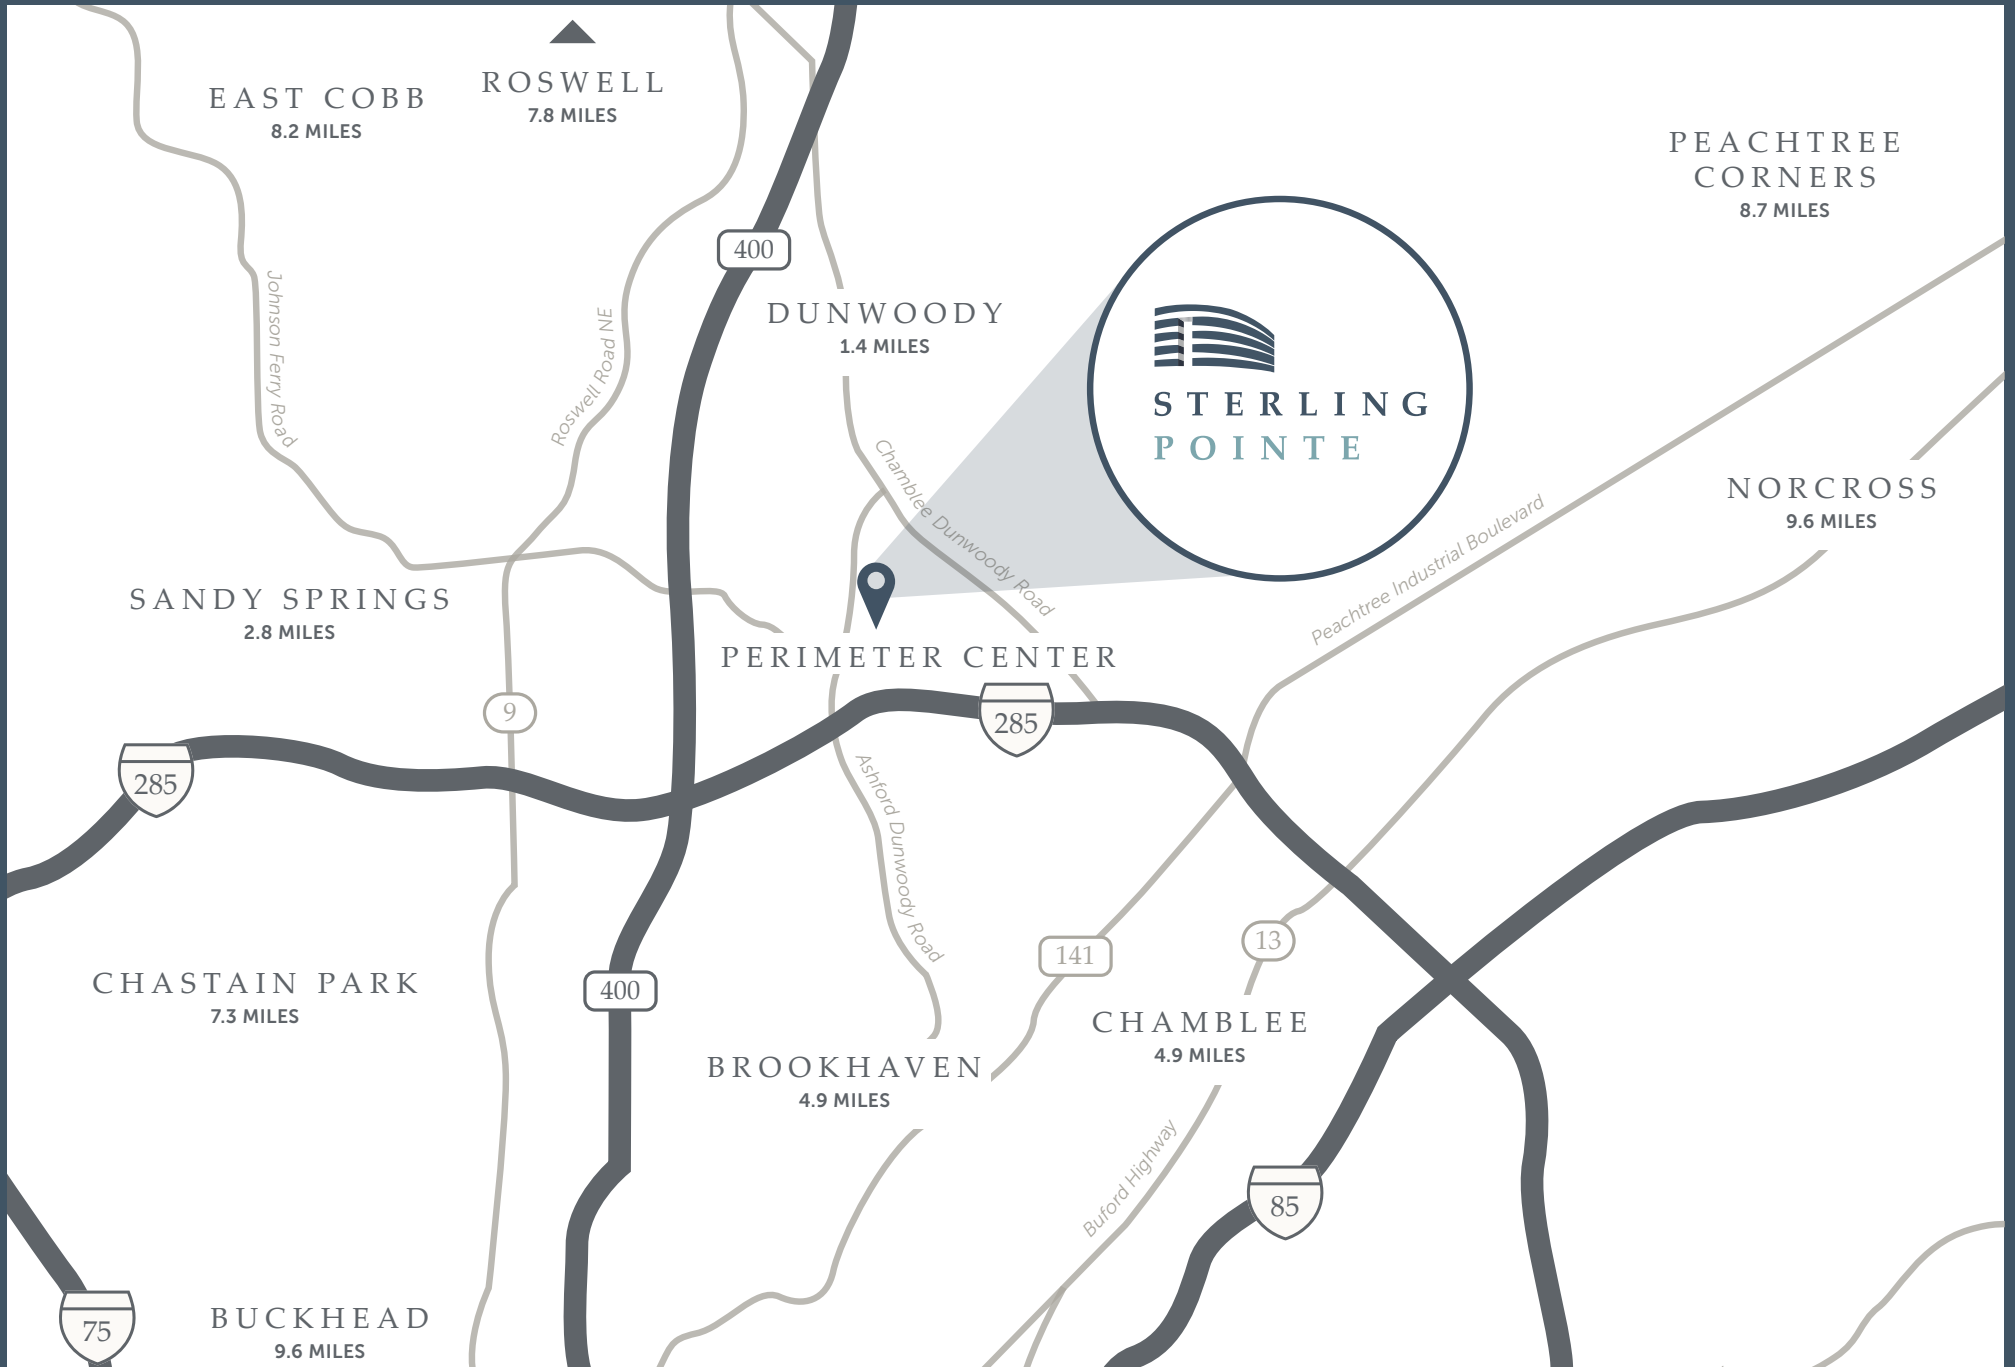 EAST COBB
8.2 MILES
ROSWELL
7.8 MILES
PEACHTREE
CORNERS
8.7 MILES
400
Johnson Ferry Road
Roswell Road NE
DUNWOODY
1.4 MILES
STERLING
POINTE
Chamblee Dunwoody Road
Peachtree Industrial Boulevard
NORCROSS
9.6 MILES
SANDY SPRINGS
2.8 MILES
PERIMETER CENTER
9
285
285
Ashford Dunwoody Road
141
13
CHASTAIN PARK
7.3 MILES
400
CHAMBLEE
4.9 MILES
BROOKHAVEN
4.9 MILES
Buford Highway
85
75
BUCKHEAD
9.6 MILES